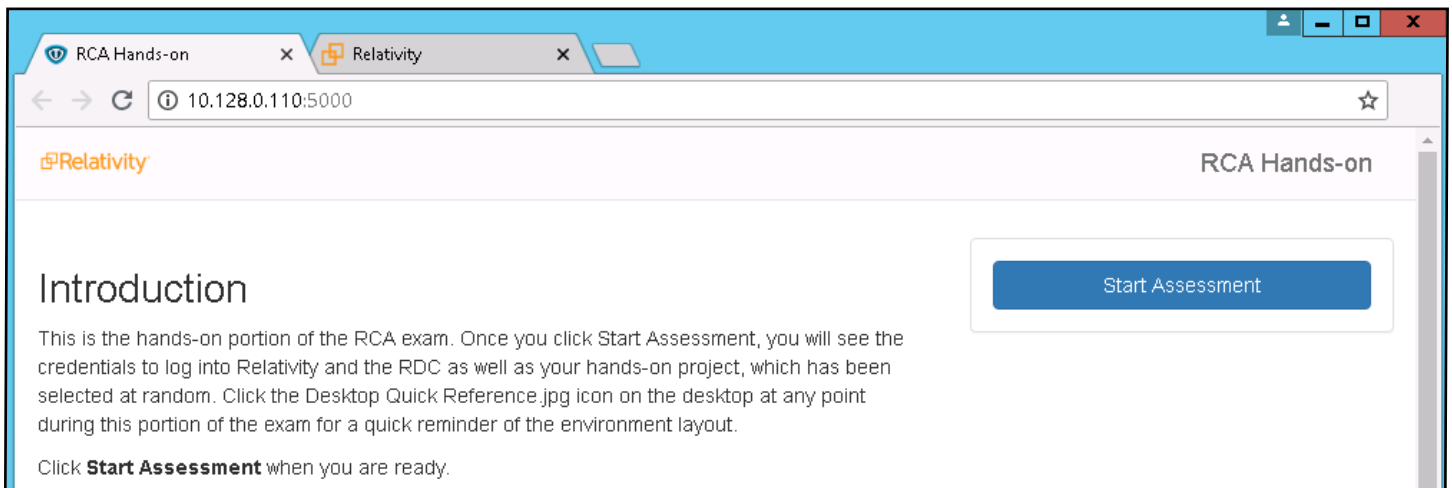 RCA Hands-on
Relativity
10.128.0.110:5000
Relativity
RCA Hands-on
Start Assessment
Introduction
This is the hands-on portion of the RCA exam. Once you click Start Assessment, you will see the
credentials to log into Relativity and the RDC as well as your hands-on project, which has been
selected at random. Click the Desktop Quick Reference.jpg icon on the desktop at any point
during this portion of the exam for a quick reminder of the environment layout.
Click Start Assessment when you are ready.